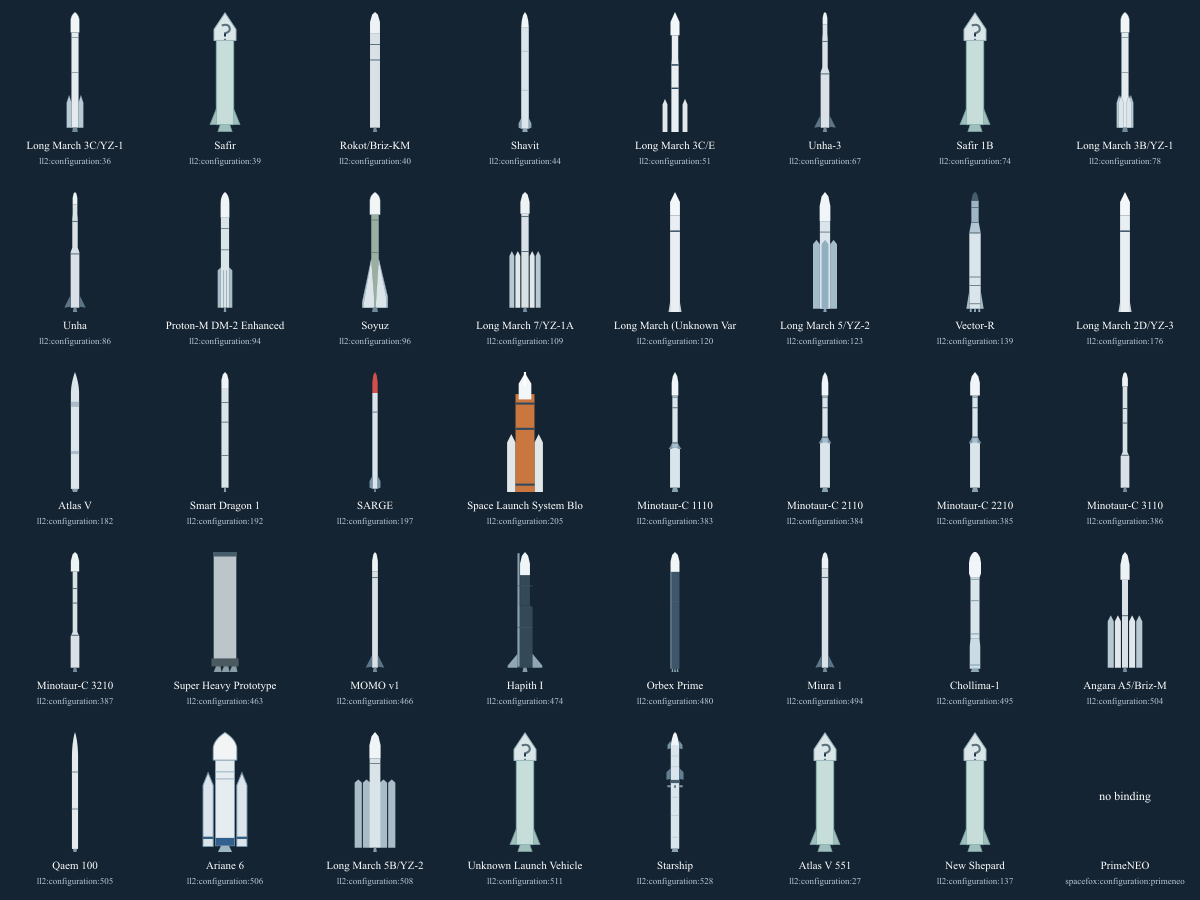 ? ?
Long March 3C/YZ-1 Safir Rokot/Briz-KM Shavit Long March 3C/E Unha-3 Safir 1B Long March 3B/YZ-1
ll2:configuration:36 ll2:configuration:39 ll2:configuration:40 ll2:configuration:44 ll2:configuration:51 ll2:configuration:67 ll2:configuration:74 ll2:configuration:78
Unha Proton-M DM-2 Enhanced Soyuz Long March 7/YZ-1A Long March (Unknown Var Long March 5/YZ-2 Vector-R Long March 2D/YZ-3
ll2:configuration:86 ll2:configuration:94 ll2:configuration:96 ll2:configuration:109 ll2:configuration:120 ll2:configuration:123 ll2:configuration:139 ll2:configuration:176
Atlas V Smart Dragon 1 SARGE Space Launch System Blo Minotaur-C 1110 Minotaur-C 2110 Minotaur-C 2210 Minotaur-C 3110
ll2:configuration:182 ll2:configuration:192 ll2:configuration:197 ll2:configuration:205 ll2:configuration:383 ll2:configuration:384 ll2:configuration:385 ll2:configuration:386
Minotaur-C 3210 Super Heavy Prototype MOMO v1 Hapith I Orbex Prime Miura 1 Chollima-1 Angara A5/Briz-M
ll2:configuration:387 ll2:configuration:463 ll2:configuration:466 ll2:configuration:474 ll2:configuration:480 ll2:configuration:494 ll2:configuration:495 ll2:configuration:504
? ? ?
no binding
Qaem 100 Ariane 6 Long March 5B/YZ-2 Unknown Launch Vehicle Starship Atlas V 551 New Shepard PrimeNEO
ll2:configuration:505 ll2:configuration:506 ll2:configuration:508 ll2:configuration:511 ll2:configuration:528 ll2:configuration:27 ll2:configuration:137 spacefox:configuration:primeneo